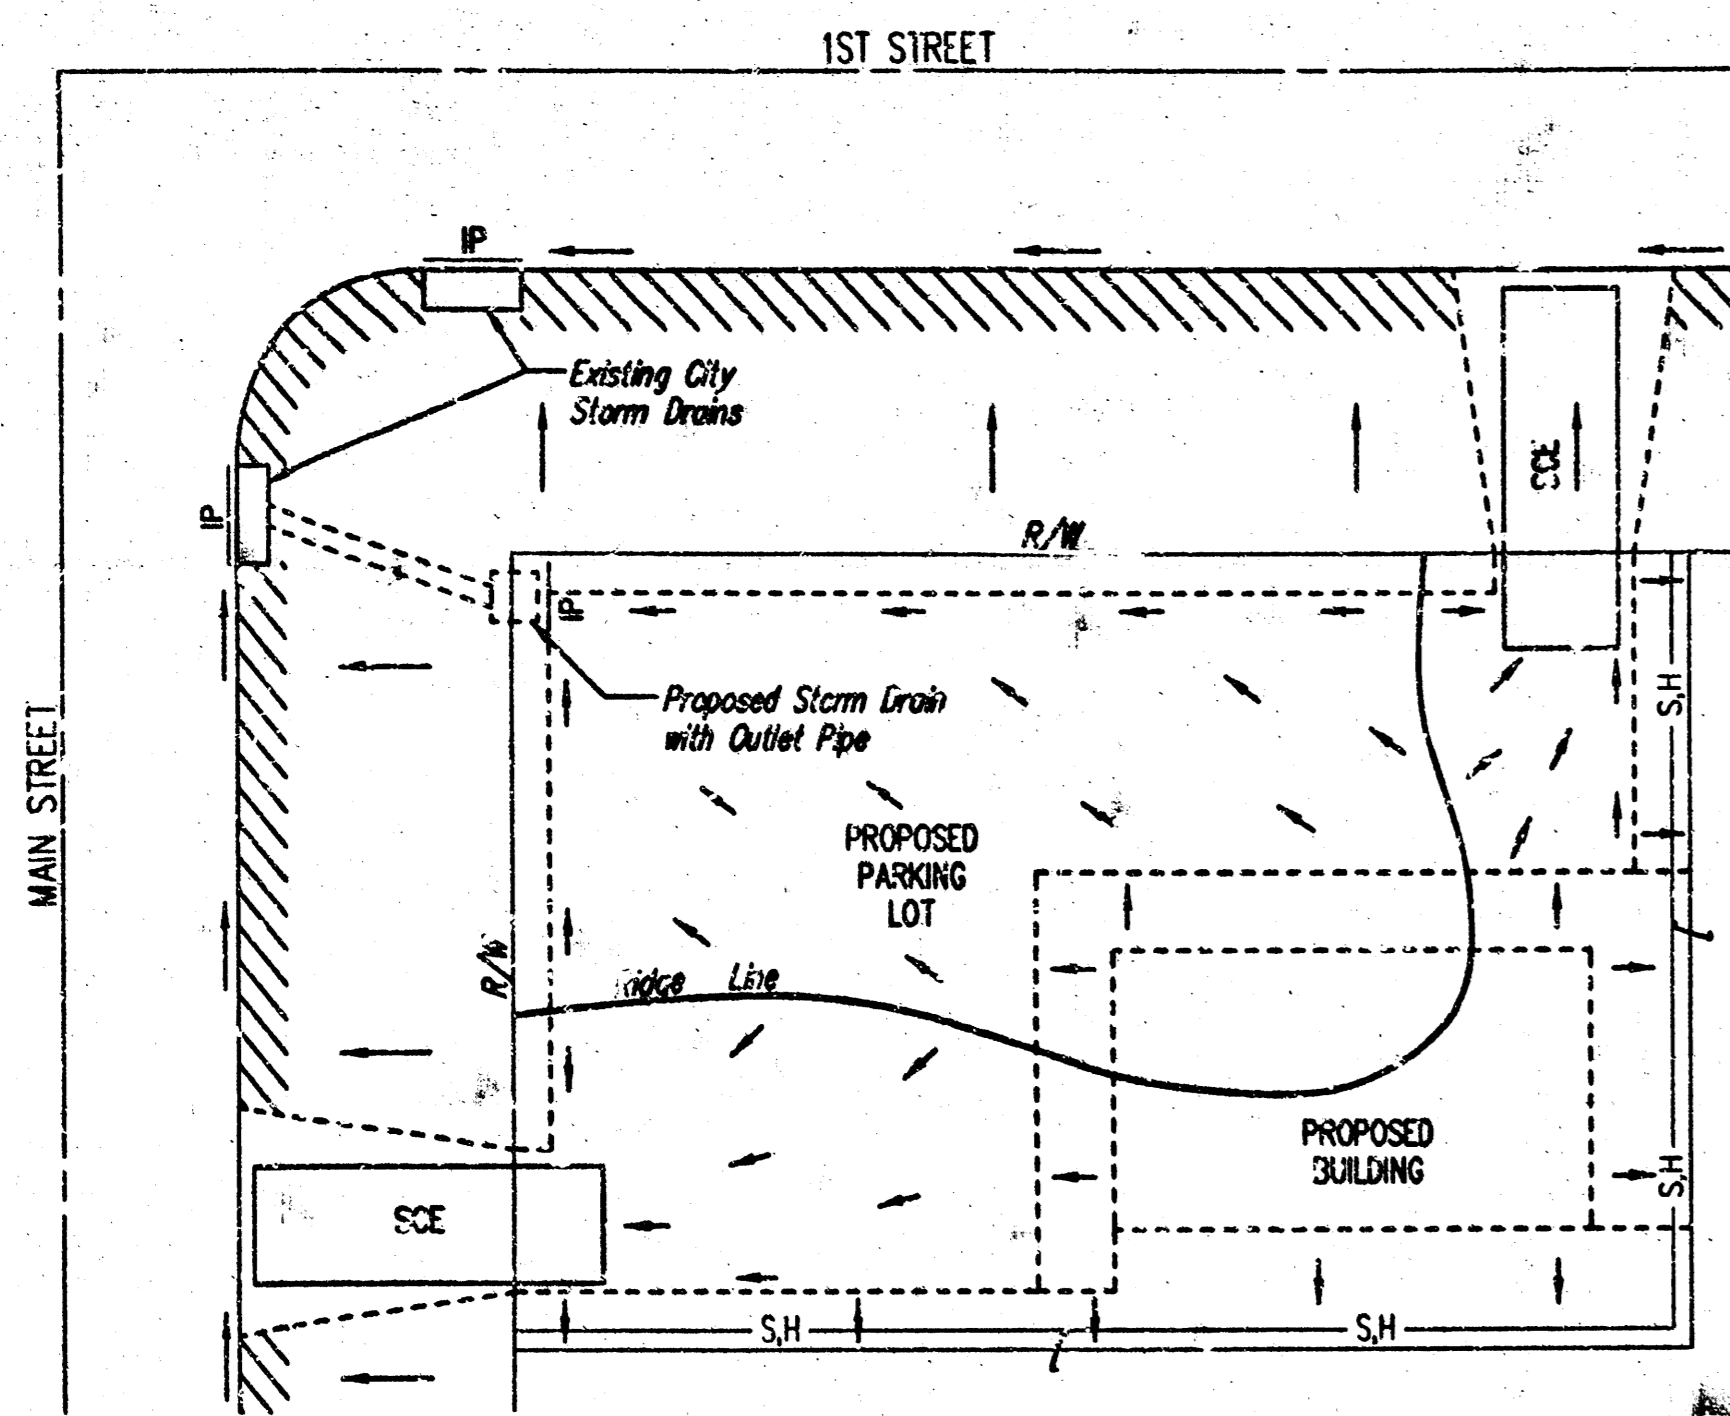 1ST STREET
IP
Existing City
Storm Drains
SCE
IP
R/W
IP
Proposed Storm Drain
with Outlet Pipe
S,H
MAIN STREET
PROPOSED
PARKING
LOT
R/W
Ridge Line
PROPOSED
BUILDING
S,H
SCE
S,H
S,H